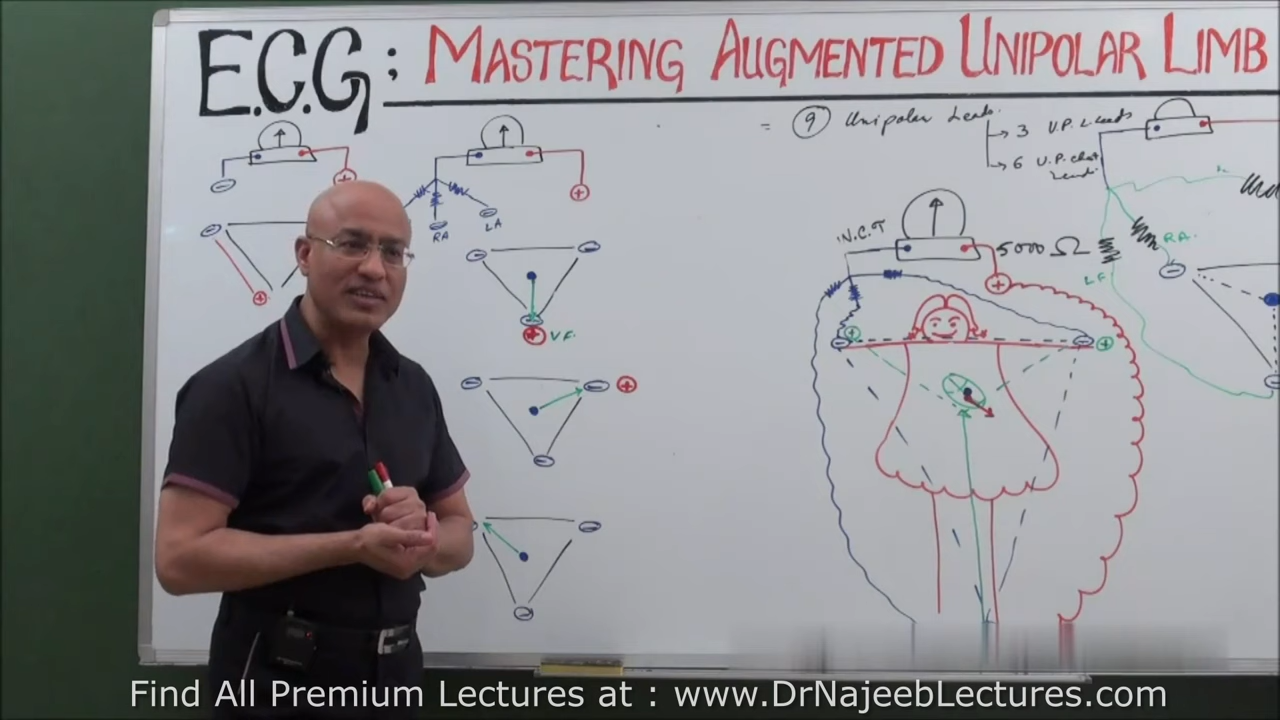 E.C.G; MASTERING AUGMENTED UNIPOLAR LIMB
= 9 Unipolar Leads
→ 3 U.P. L Leads
→ 6 U.P. chest Leads
RA
LA
V.F.
N.C.T
5000 Ω
RA.
LF
Find All Premium Lectures at : www.DrNajeebLectures.com